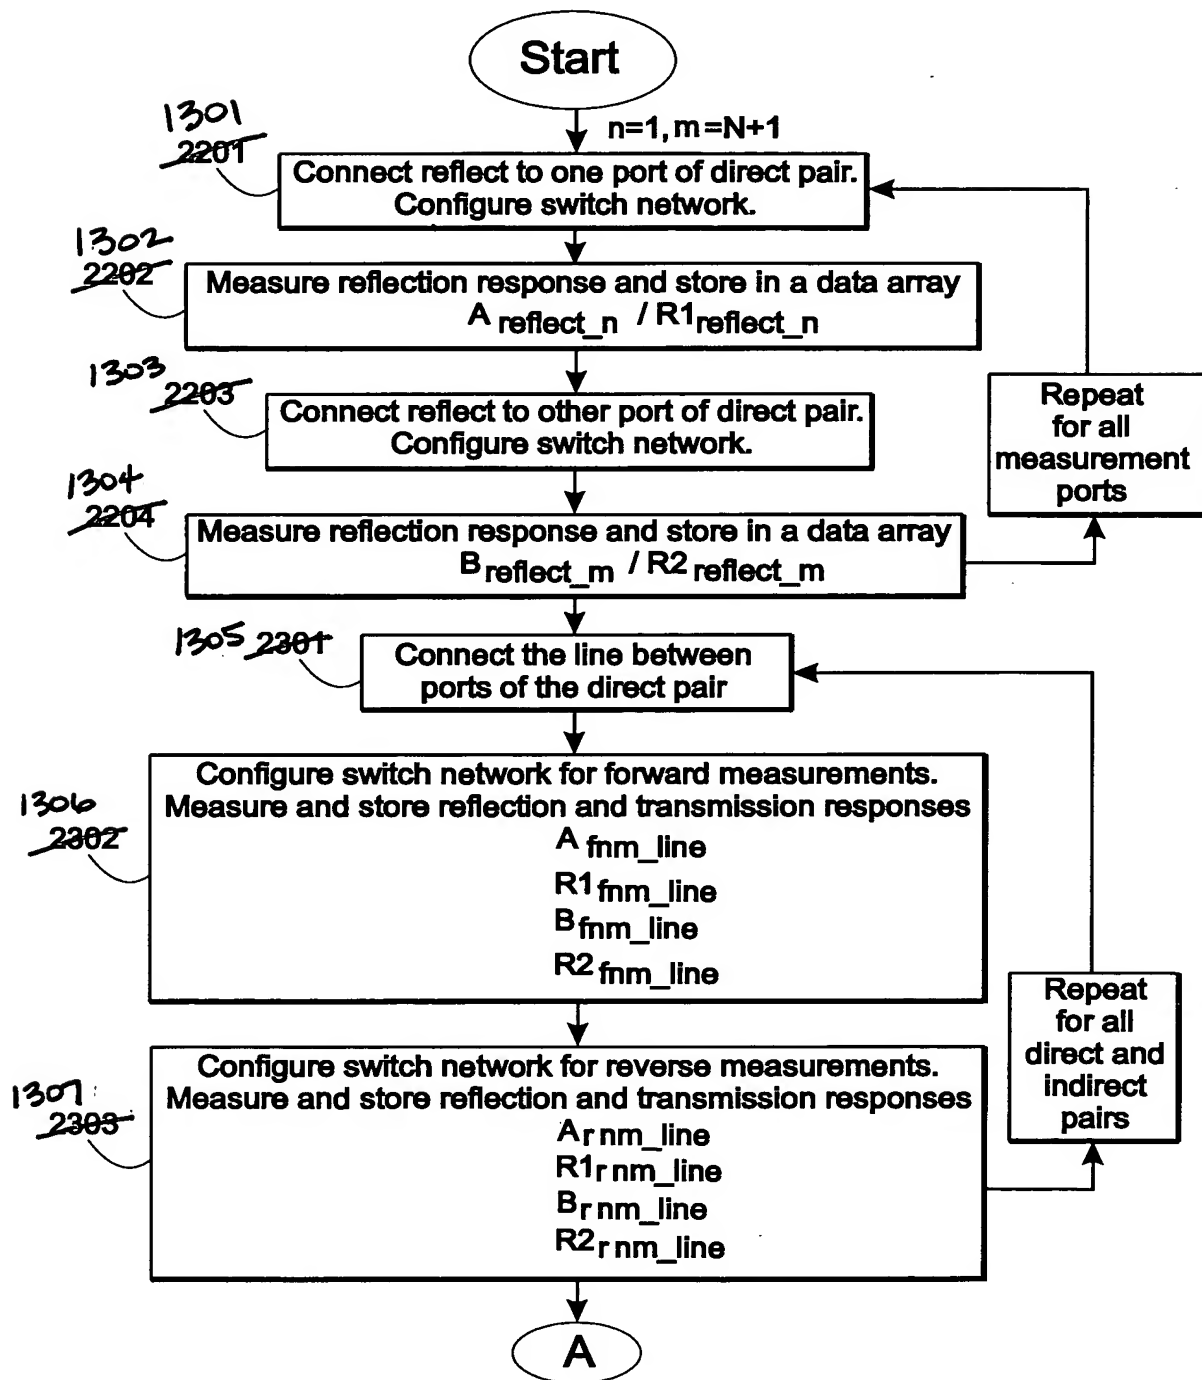 Start
n=1, m=N+1
1301
2201
Connect reflect to one port of direct pair.
Configure switch network.
1302
2202
Measure reflection response and store in a data array
A reflect_n / R1 reflect_n
1303
2203
Connect reflect to other port of direct pair.
Configure switch network.
1304
2204
Measure reflection response and store in a data array
B reflect_m / R2 reflect_m
Repeat
for all
measurement
ports
1305 2301
Connect the line between
ports of the direct pair
1306
2302
Configure switch network for forward measurements.
Measure and store reflection and transmission responses
A fnm_line
R1 fnm_line
B fnm_line
R2 fnm_line
1307
2303
Configure switch network for reverse measurements.
Measure and store reflection and transmission responses
A r nm_line
R1 r nm_line
B r nm_line
R2 r nm_line
Repeat
for all
direct and
indirect
pairs
A